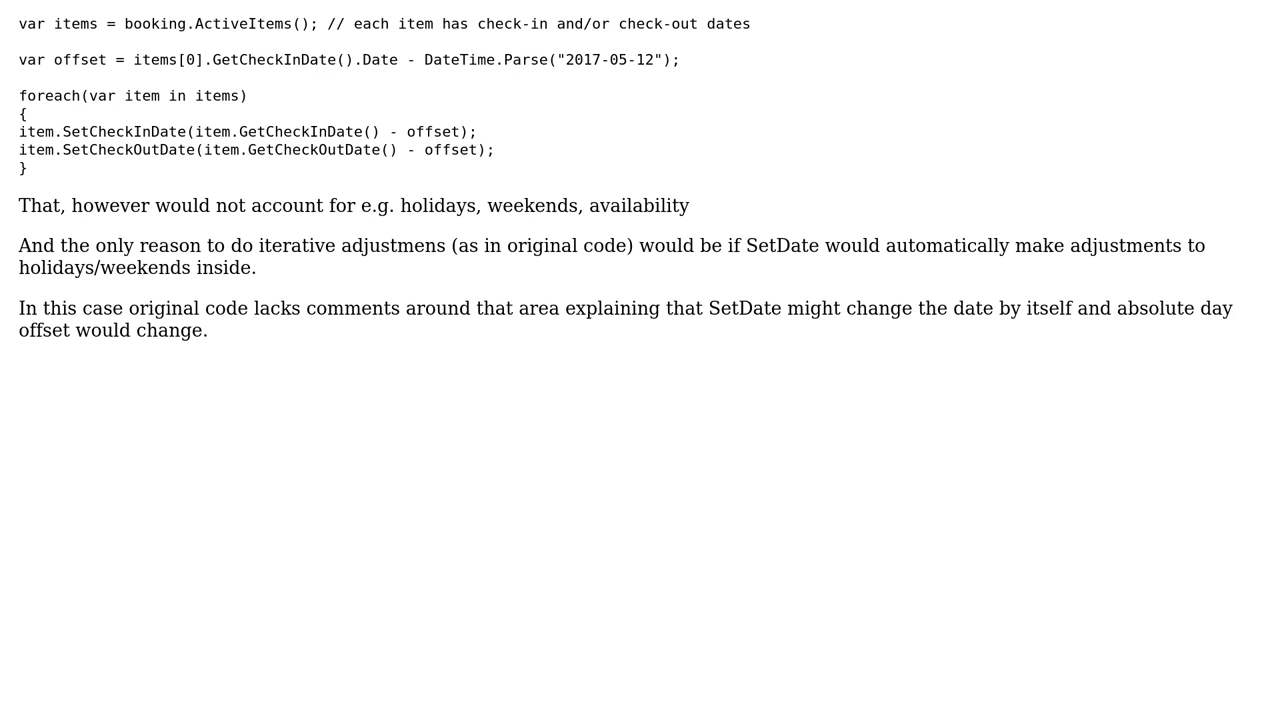 var items = booking.ActiveItems(); // each item has check-in and/or check-out dates
var offset = items[0].GetCheckInDate().Date - DateTime.Parse("2017-05-12");
foreach(var item in items)
{
item.SetCheckInDate(item.GetCheckInDate() - offset);
item.SetCheckOutDate(item.GetCheckOutDate() - offset);
}
That, however would not account for e.g. holidays, weekends, availability
And the only reason to do iterative adjustmens (as in original code) would be if SetDate would automatically make adjustments to
holidays/weekends inside.
In this case original code lacks comments around that area explaining that SetDate might change the date by itself and absolute day
offset would change.